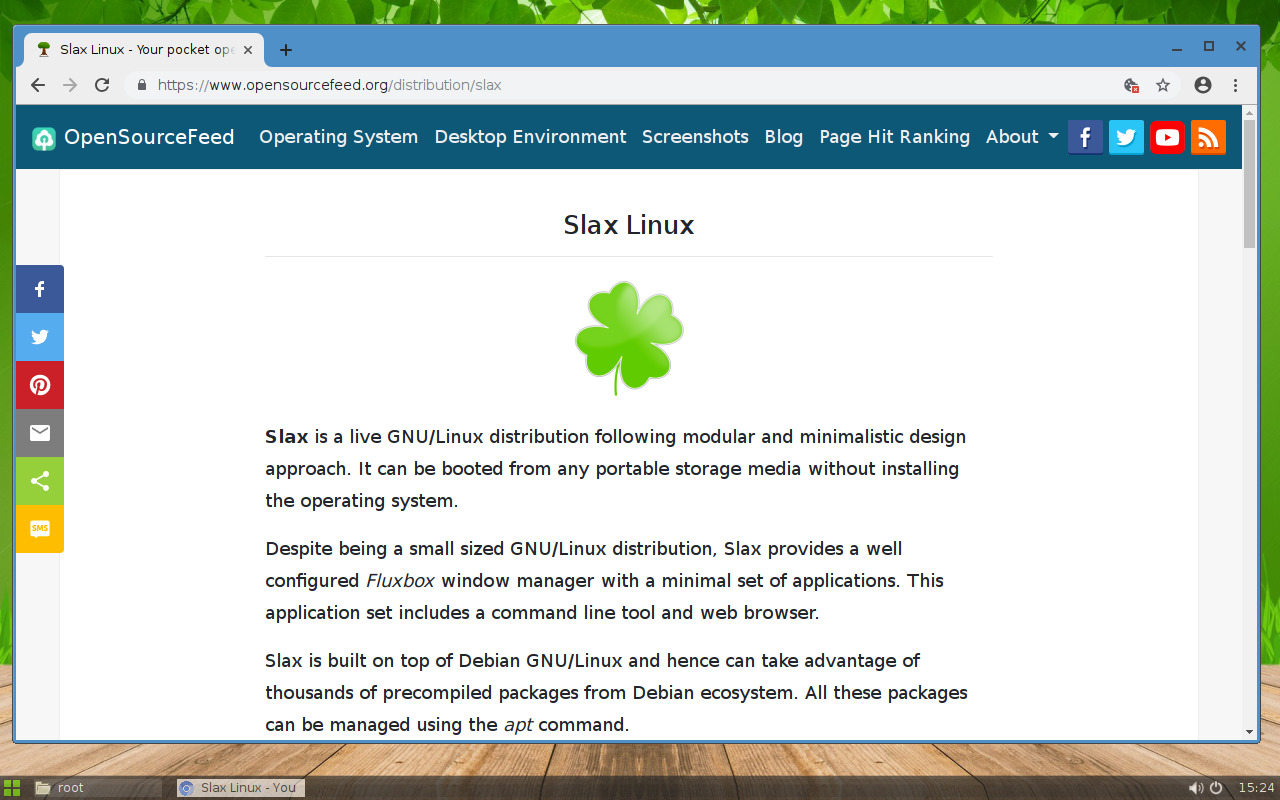 Slax Linux - Your pocket ope
https://www.opensourcefeed.org/distribution/slax
OpenSourceFeed Operating System Desktop Environment Screenshots Blog Page Hit Ranking About
Slax Linux
Slax is a live GNU/Linux distribution following modular and minimalistic design
approach. It can be booted from any portable storage media without installing
the operating system.
Despite being a small sized GNU/Linux distribution, Slax provides a well
configured Fluxbox window manager with a minimal set of applications. This
application set includes a command line tool and web browser.
Slax is built on top of Debian GNU/Linux and hence can take advantage of
thousands of precompiled packages from Debian ecosystem. All these packages
can be managed using the apt command.
SMS
root
Slax Linux - You
15:24